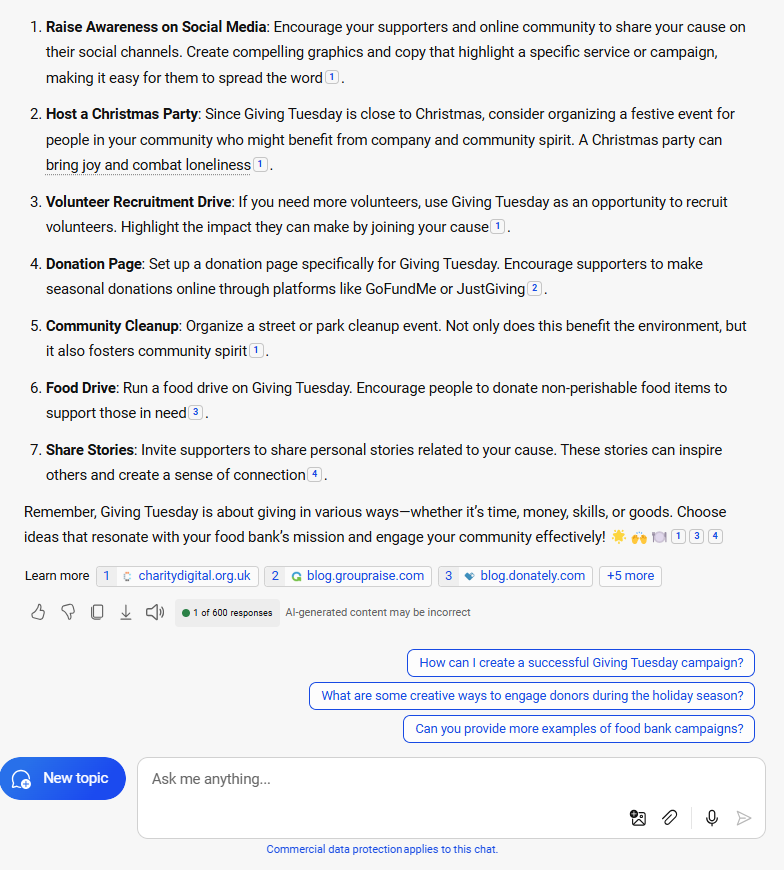 1. Raise Awareness on Social Media: Encourage your supporters and online community to share your cause on
their social channels. Create compelling graphics and copy that highlight a specific service or campaign,
making it easy for them to spread the word 1 .
2. Host a Christmas Party: Since Giving Tuesday is close to Christmas, consider organizing a festive event for
people in your community who might benefit from company and community spirit. A Christmas party can
bring joy and combat loneliness 1 .
3. Volunteer Recruitment Drive: If you need more volunteers, use Giving Tuesday as an opportunity to recruit
volunteers. Highlight the impact they can make by joining your cause 1 .
4. Donation Page: Set up a donation page specifically for Giving Tuesday. Encourage supporters to make
seasonal donations online through platforms like GoFundMe or JustGiving 2 .
5. Community Cleanup: Organize a street or park cleanup event. Not only does this benefit the environment, but
it also fosters community spirit 1 .
6. Food Drive: Run a food drive on Giving Tuesday. Encourage people to donate non-perishable food items to
support those in need 3 .
7. Share Stories: Invite supporters to share personal stories related to your cause. These stories can inspire
others and create a sense of connection 4 .
Remember, Giving Tuesday is about giving in various ways—whether it's time, money, skills, or goods. Choose
ideas that resonate with your food bank's mission and engage your community effectively! 🌟 🙌 🍽️ 1 3 4
Learn more 1 charitydigital.org.uk 2 blog.groupraise.com 3 blog.donately.com +5 more
1 of 600 responses AI-generated content may be incorrect
How can I create a successful Giving Tuesday campaign?
What are some creative ways to engage donors during the holiday season?
Can you provide more examples of food bank campaigns?
New topic
Ask me anything...
Commercial data protection applies to this chat.